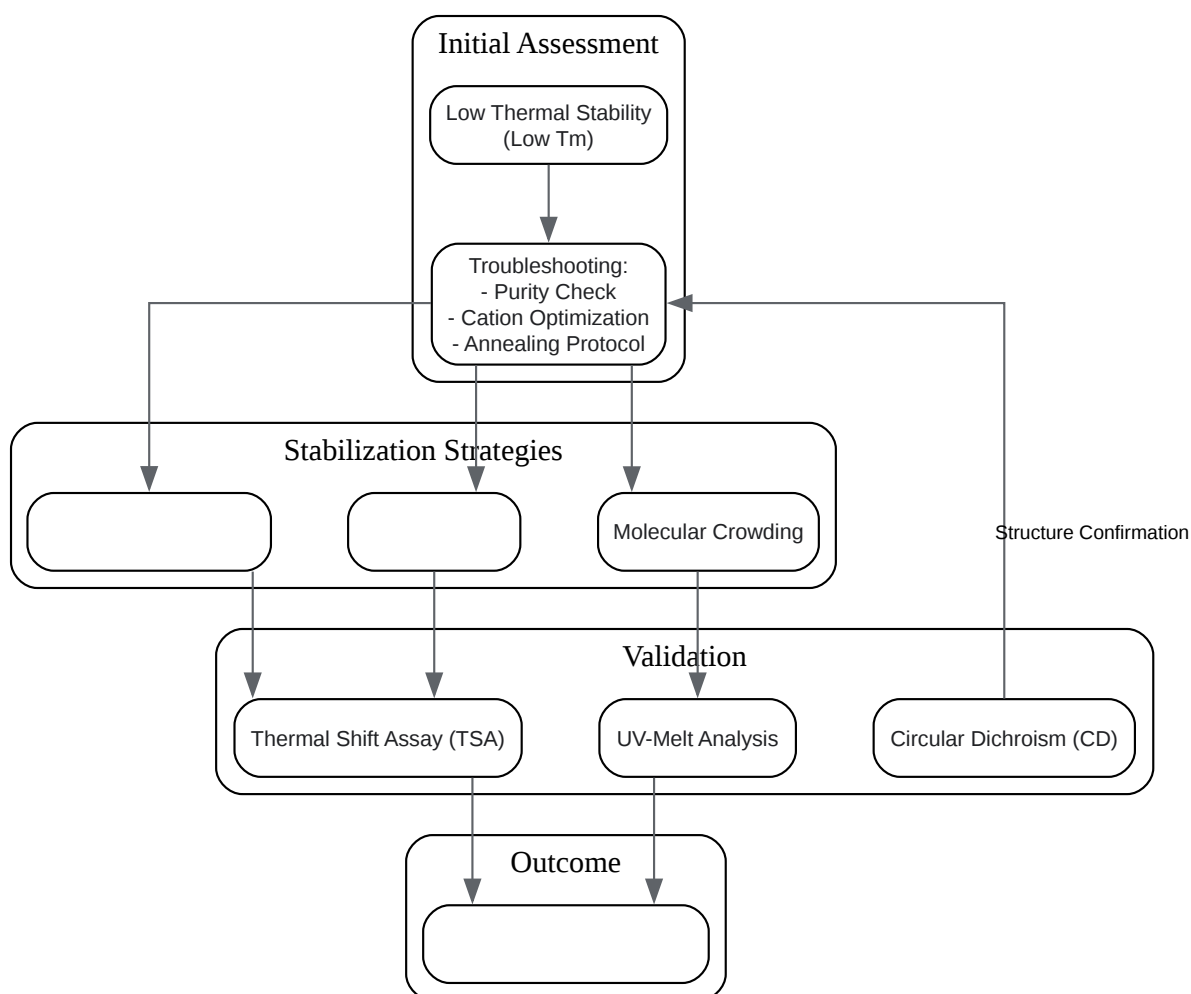 Initial Assessment
Low Thermal Stability
(Low Tm)
Troubleshooting:
- Purity Check
- Cation Optimization
- Annealing Protocol
Stabilization Strategies
Molecular Crowding
Structure Confirmation
Validation
Thermal Shift Assay (TSA)
UV-Melt Analysis
Circular Dichroism (CD)
Outcome